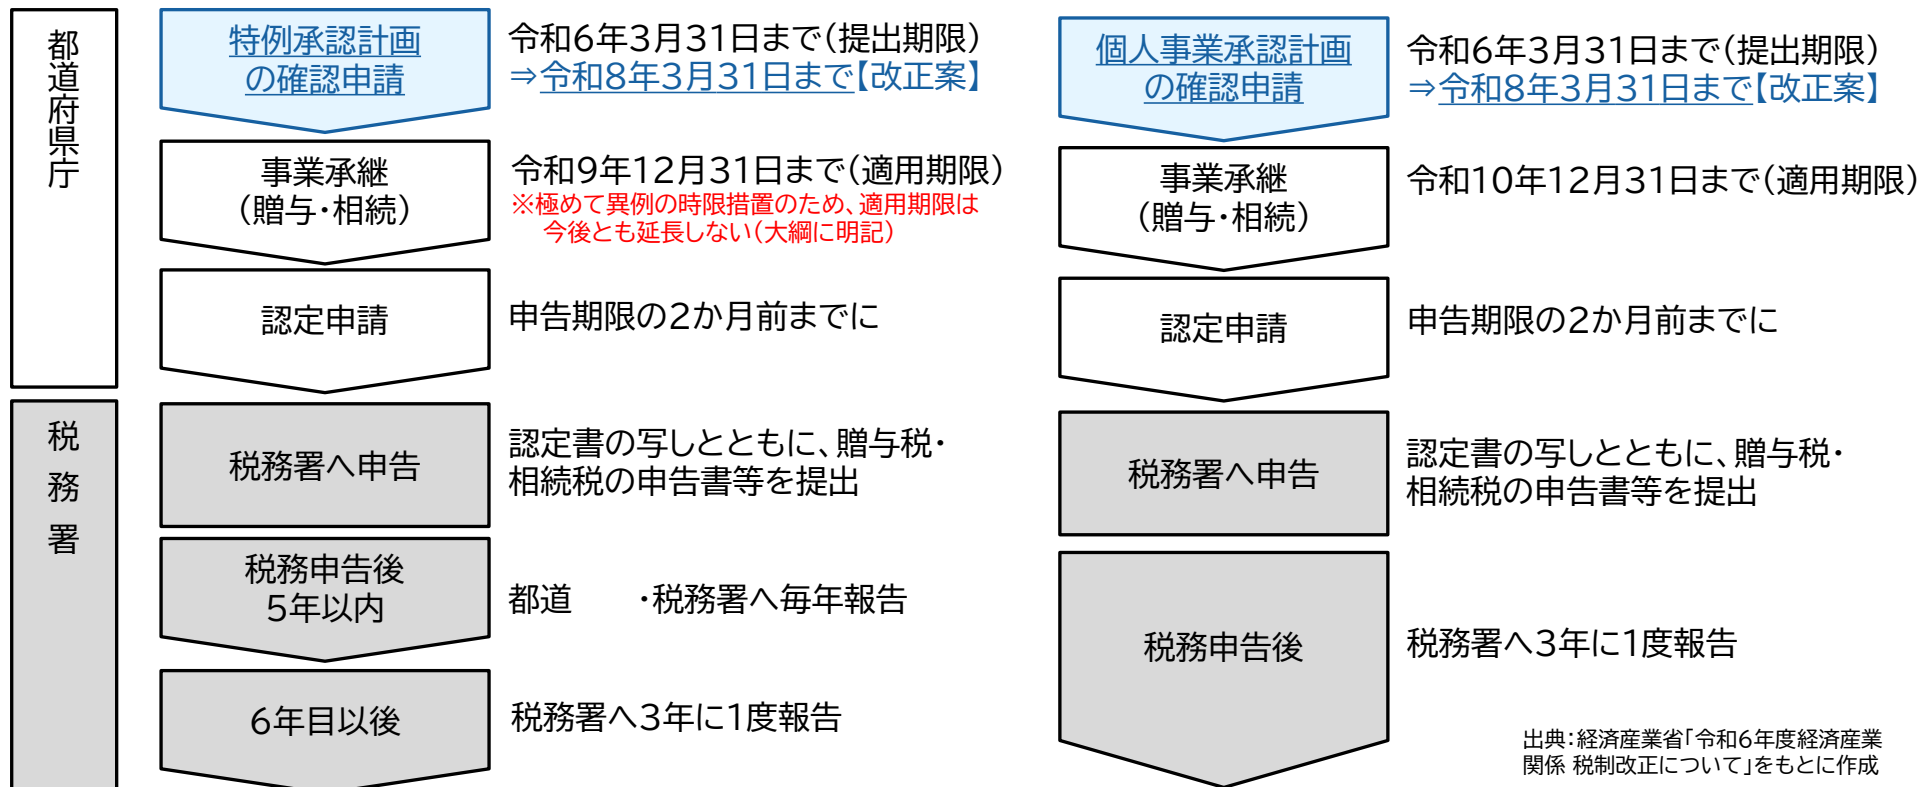 都道府県庁
特例承認計画
の確認申請
令和6年3月31日まで(提出期限)
⇒令和8年3月31日まで【改正案】
事業承継
(贈与・相続)
令和9年12月31日まで(適用期限)
※極めて異例の時限措置のため、適用期限は
今後とも延長しない(大綱に明記)
認定申請
申告期限の2か月前までに
税務署
税務署へ申告
認定書の写しとともに、贈与税・
相続税の申告書等を提出
税務申告後
5年以内
都道 ・税務署へ毎年報告
6年目以後
税務署へ3年に1度報告
個人事業承認計画
の確認申請
令和6年3月31日まで(提出期限)
⇒令和8年3月31日まで【改正案】
事業承継
(贈与・相続)
令和10年12月31日まで(適用期限)
認定申請
申告期限の2か月前までに
税務署へ申告
認定書の写しとともに、贈与税・
相続税の申告書等を提出
税務申告後
税務署へ3年に1度報告
出典:経済産業省「令和6年度経済産業
関係 税制改正について」をもとに作成